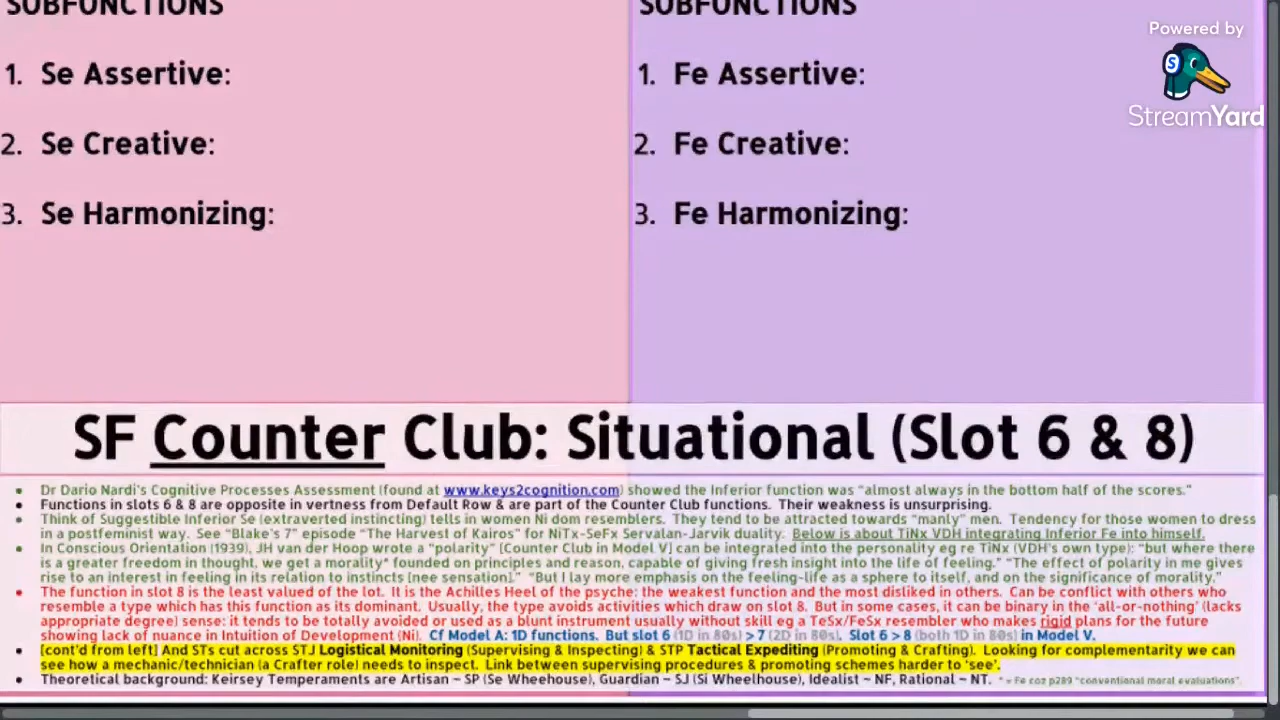 SUBFUNCTIONS
1. Se Assertive:
2. Se Creative:
3. Se Harmonizing:
SUBFUNCTIONS
1. Fe Assertive:
2. Fe Creative:
3. Fe Harmonizing:
Powered by
StreamYard
SF Counter Club: Situational (Slot 6 & 8)
Dr Dario Nardi's Cognitive Processes Assessment (found at www.keys2cognition.com) showed the Inferior function was "almost always in the bottom half of the scores."
Functions in slots 6 & 8 are opposite in vertness from Default Row & are part of the Counter Club functions. Their weakness is unsurprising.
Think of Suggestible Inferior Se (extraverted instincting) tells in women Ni dom resemblers. They tend to be attracted towards "manly" men. Tendency for those women to dress
in a postfeminist way. See "Blake's 7" episode "The Harvest of Kairos" for NiTx-SeFx Servalan-Jarvik duality. Below is about TiNx VDH integrating Inferior Fe into himself.
In Conscious Orientation (1939), JH van der Hoop wrote a "polarity" [Counter Club in Model V] can be integrated into the personality eg re TiNx (VDH's own type): "but where there
is a greater freedom in thought, we get a morality* founded on principles and reason, capable of giving fresh insight into the life of feeling." "The effect of polarity in me gives
rise to an interest in feeling in its relation to instincts [nee sensation]." "But I lay more emphasis on the feeling-life as a sphere to itself, and on the significance of morality."
The function in slot 8 is the least valued of the lot. It is the Achilles Heel of the psyche: the weakest function and the most disliked in others. Can be conflict with others who
resemble a type which has this function as its dominant. Usually, the type avoids activities which draw on slot 8. But in some cases, it can be binary in the 'all-or-nothing' (lacks
appropriate degree) sense: it tends to be totally avoided or used as a blunt instrument usually without skill eg a TeSx/FeSx resembler who makes rigid plans for the future
showing lack of nuance in Intuition of Development (Ni). Cf Model A: 1D functions. But slot 6 (1D in 80s) > 7 (2D in 80s). Slot 6 > 8 (both 1D in 80s) in Model V.
[cont'd from left] And STs cut across STJ Logistical Monitoring (Supervising & Inspecting) & STP Tactical Expediting (Promoting & Crafting). Looking for complementarity we can
see how a mechanic/technician (a Crafter role) needs to inspect. Link between supervising procedures & promoting schemes harder to 'see'.
Theoretical background: Keirsey Temperaments are Artisan ~ SP (Se Wheehouse), Guardian ~ SJ (Si Wheelhouse), Idealist ~ NF, Rational ~ NT. * = Fe coz p289 "conventional moral evaluations".